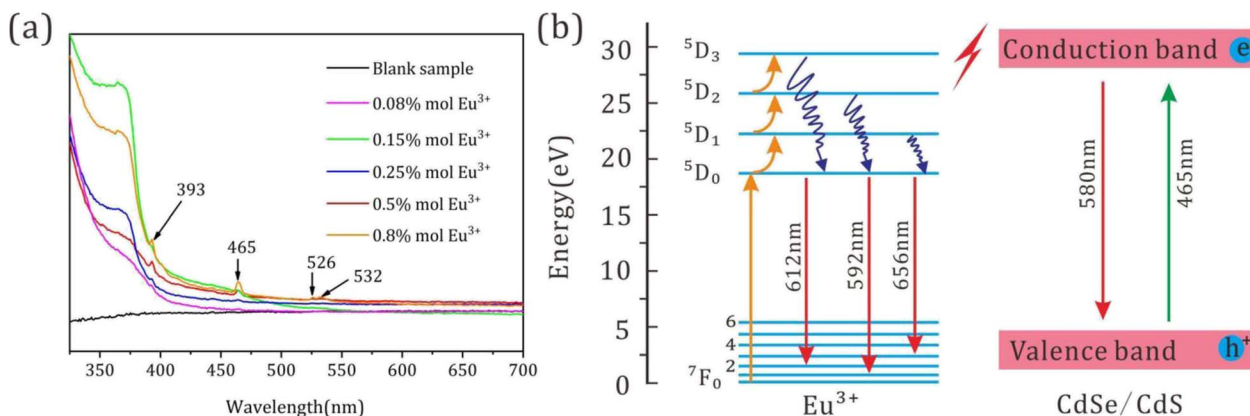 (a)
Blank sample
0.08% mol Eu³⁺
0.15% mol Eu³⁺
0.25% mol Eu³⁺
0.5% mol Eu³⁺
0.8% mol Eu³⁺
393
465
526
532
350 400 450 500 550 600 650 700
Wavelength(nm)
(b)
Energy(eV)
30
25
20
15
10
5
0
⁵D₃
⁵D₂
⁵D₁
⁵D₀
612nm
592nm
656nm
6
4
2
⁷F₀
Eu³⁺
Conduction band e
580nm
465nm
Valence band h⁺
CdSe/CdS